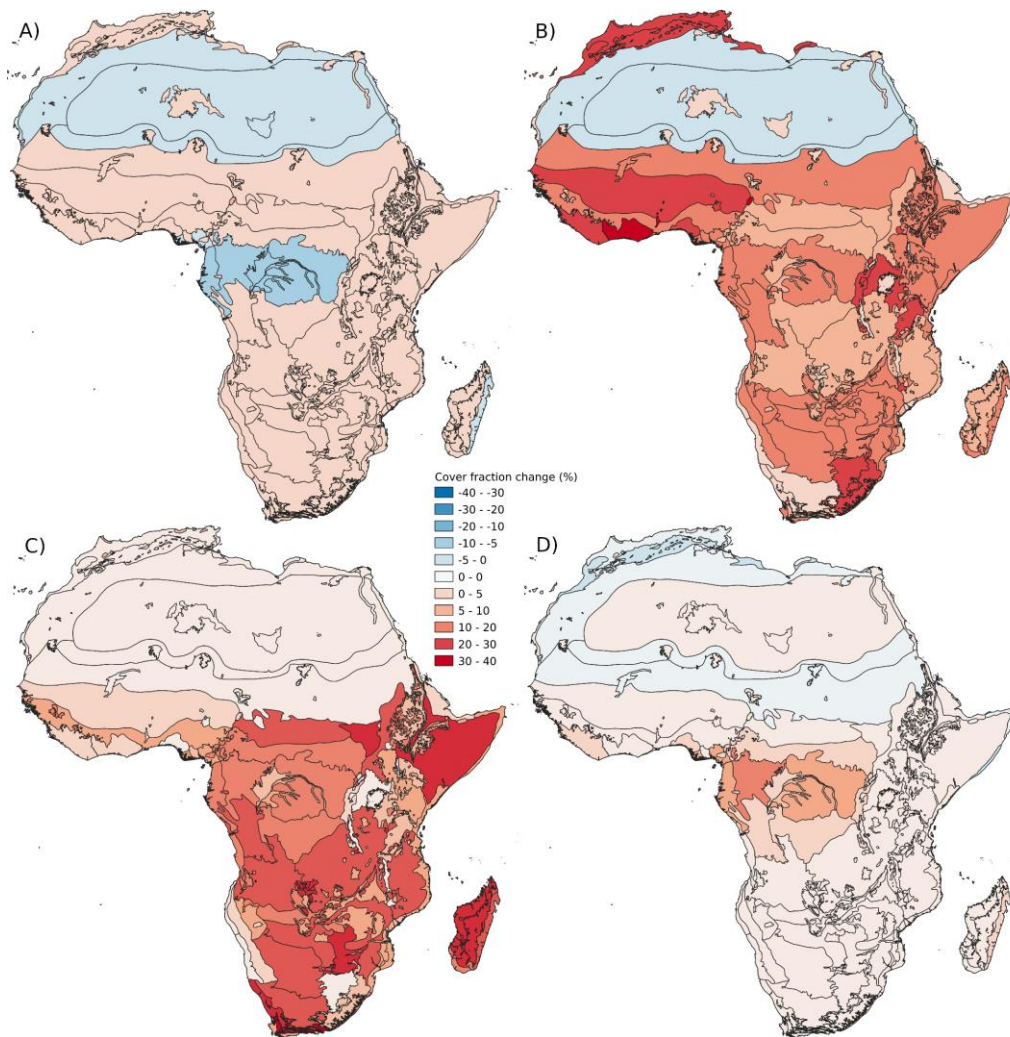 A)
B)
Cover fraction change (%)
-40 - -30
-30 - -20
-20 - -10
-10 - -5
-5 - 0
0 - 0
0 - 5
5 - 10
10 - 20
20 - 30
30 - 40
C)
D)